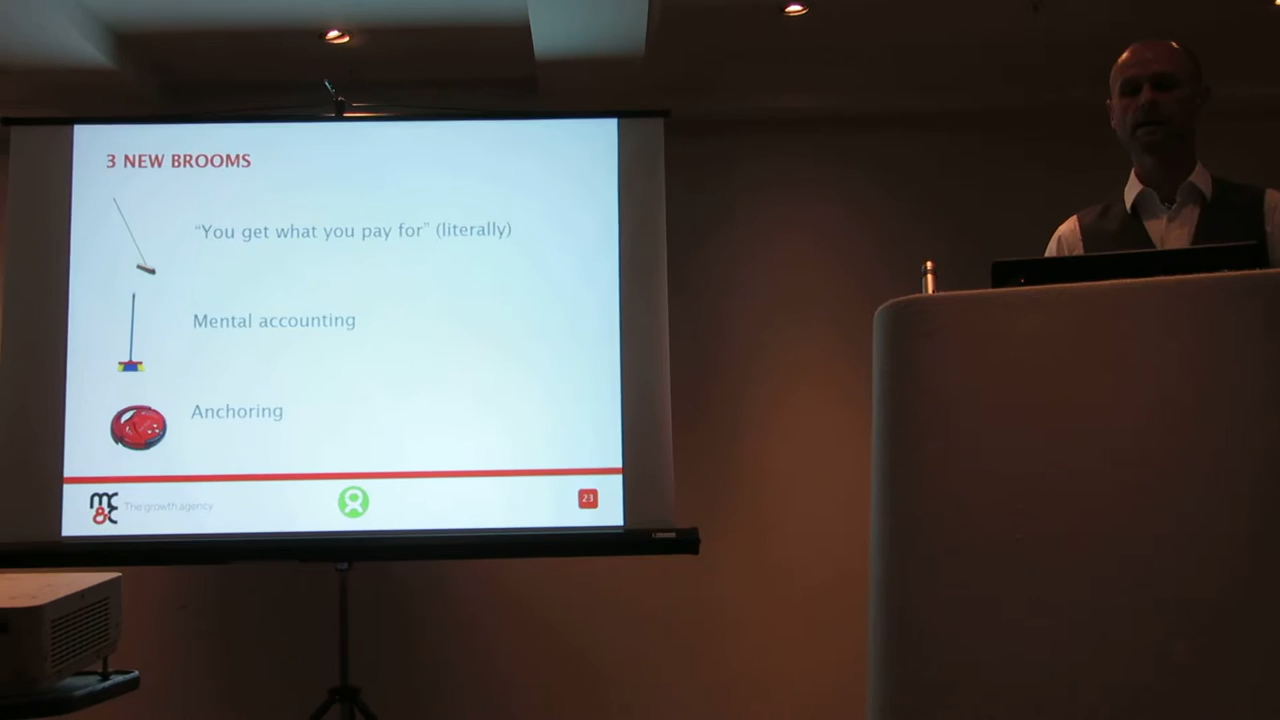 3 NEW BROOMS
“You get what you pay for” (literally)
Mental accounting
Anchoring
mc&c The growth agency
23